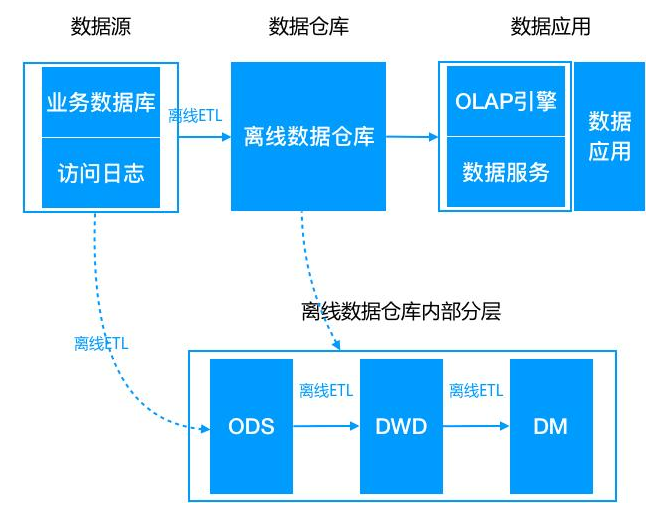 数据源
数据仓库
数据应用
业务数据库
访问日志
离线ETL
离线数据仓库
OLAP引擎
数据服务
数据
应用
离线数据仓库内部分层
离线ETL
ODS
离线ETL
DWD
离线ETL
DM